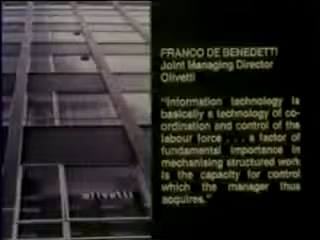 FRANCO DE BENEDETTI
Joint Managing Director
Olivetti
"Information technology is
basically a technology of co-
ordination and control of the
labour force . . . a factor of
fundamental importance in
mechanising structured work
is the capacity for control
which the manager thus
acquires."